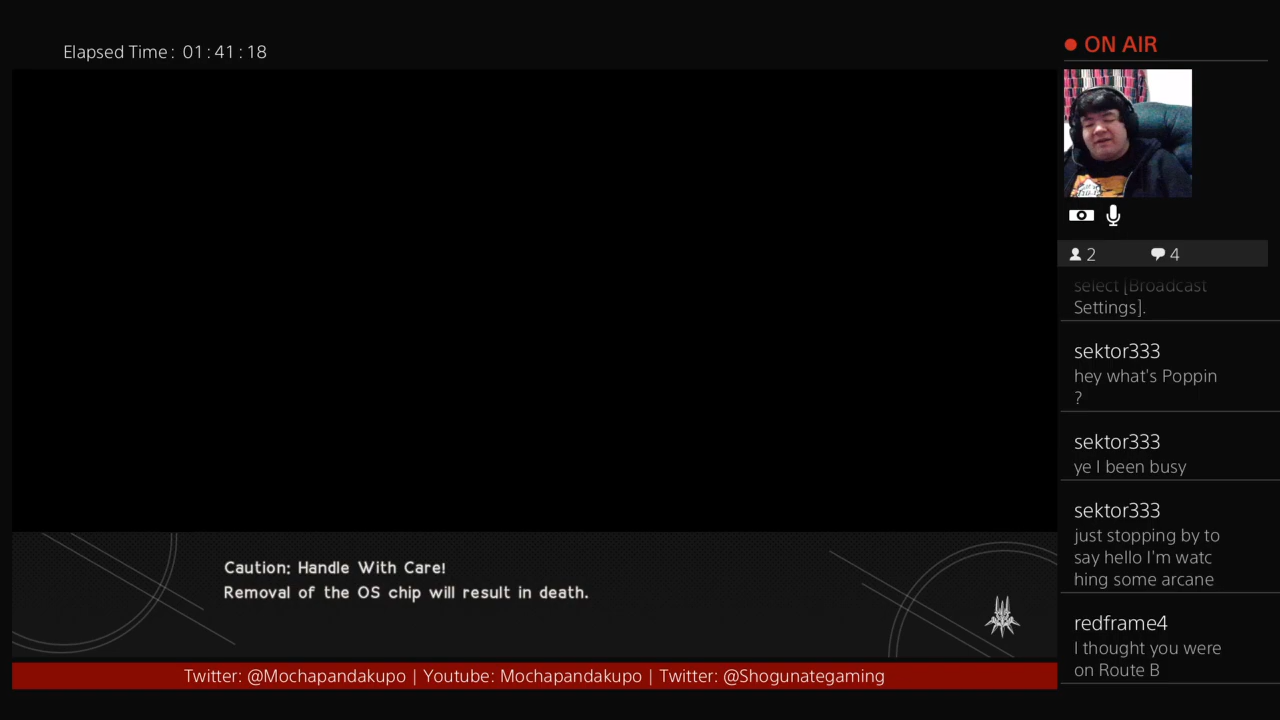 Elapsed Time: 01:41:18
ON AIR
2 4
select [Broadcast
Settings].
sektor333
hey what's Poppin
?
sektor333
ye I been busy
sektor333
just stopping by to
say hello I'm watc
hing some arcane
redframe4
I thought you were
on Route B
Caution: Handle With Care!
Removal of the OS chip will result in death.
Twitter: @Mochapandakupo | Youtube: Mochapandakupo | Twitter: @Shogunategaming